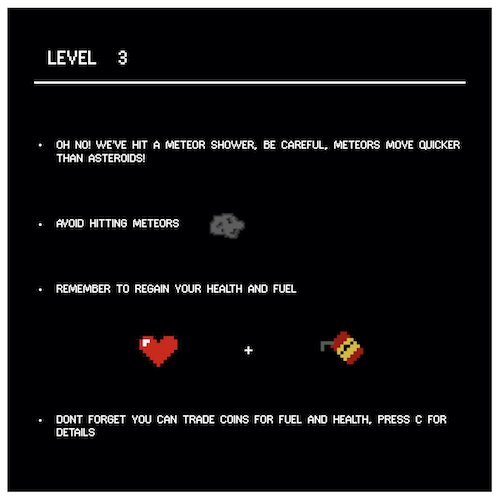 LEVEL 3
• OH NO! WE'VE HIT A METEOR SHOWER, BE CAREFUL, METEORS MOVE QUICKER
THAN ASTEROIDS!
• AVOID HITTING METEORS
• REMEMBER TO REGAIN YOUR HEALTH AND FUEL
+
• DONT FORGET YOU CAN TRADE COINS FOR FUEL AND HEALTH, PRESS C FOR
DETAILS